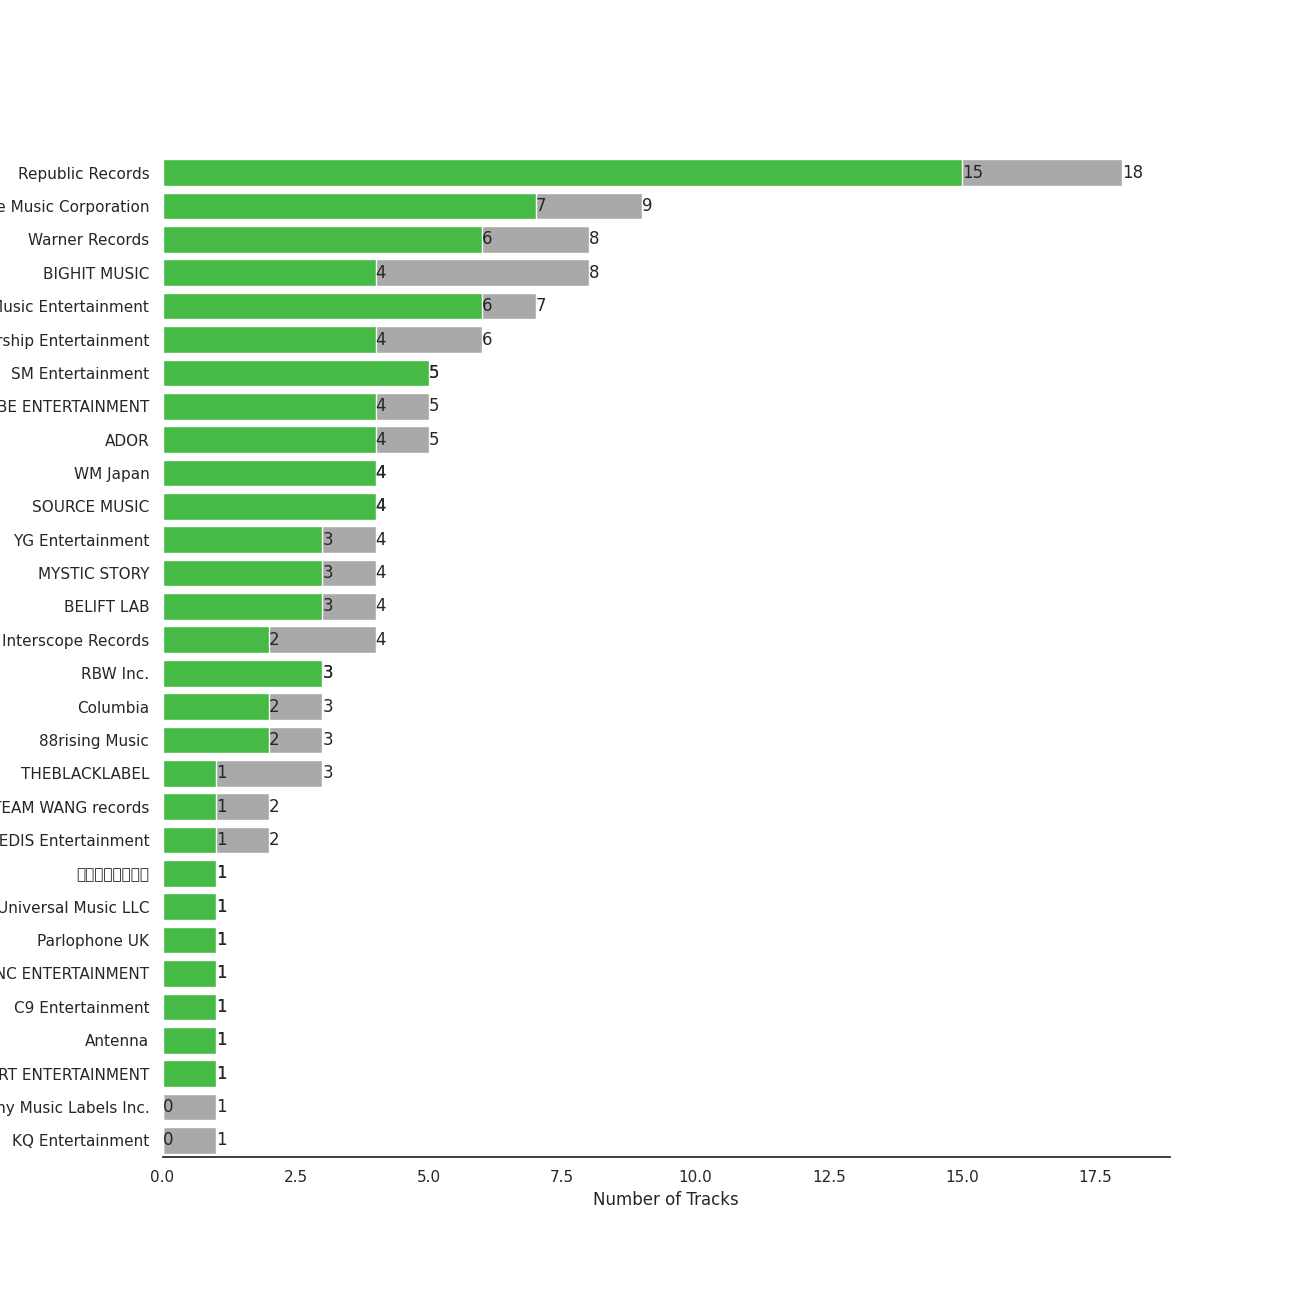 Republic Records 15 18
e Music Corporation 7 9
Warner Records 6 8
BIGHIT MUSIC 4 8
Music Entertainment 6 7
rship Entertainment 4 6
SM Entertainment 5
BE ENTERTAINMENT 4 5
ADOR 4 5
WM Japan 4
SOURCE MUSIC 4
YG Entertainment 3 4
MYSTIC STORY 3 4
BELIFT LAB 3 4
Interscope Records 2 4
RBW Inc. 3
Columbia 2 3
88rising Music 2 3
THEBLACKLABEL 1 3
TEAM WANG records 1 2
EDIS Entertainment 1 2
1
Universal Music LLC 1
Parlophone UK 1
NC ENTERTAINMENT 1
C9 Entertainment 1
Antenna 1
RT ENTERTAINMENT 1
ny Music Labels Inc. 0 1
KQ Entertainment 0 1
0.0 2.5 5.0 7.5 10.0 12.5 15.0 17.5
Number of Tracks